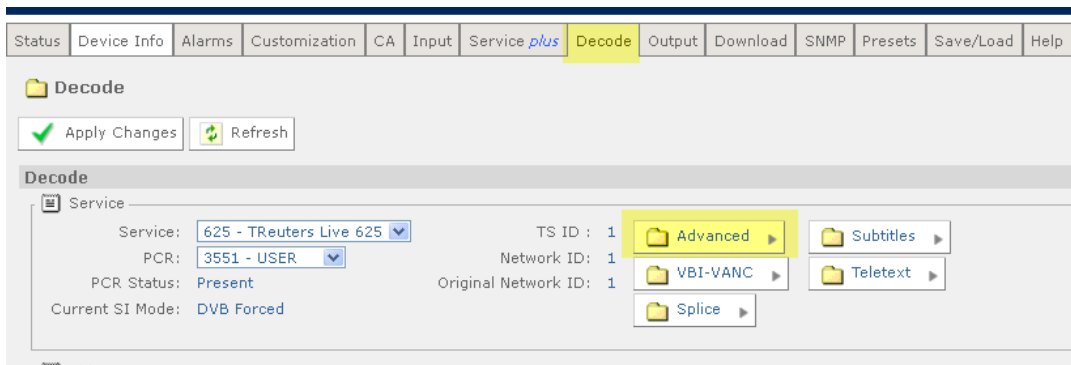 Status Device Info Alarms Customization CA Input Service plus Decode Output Download SNMP Presets Save/Load Help
Decode
Apply Changes Refresh
Decode
Service
Service: 625 - TReuters Live 625 TS ID : 1 Advanced Subtitles
PCR: 3551 - USER Network ID: 1 VBI-VANC Teletext
PCR Status: Present Original Network ID: 1
Current SI Mode: DVB Forced Splice